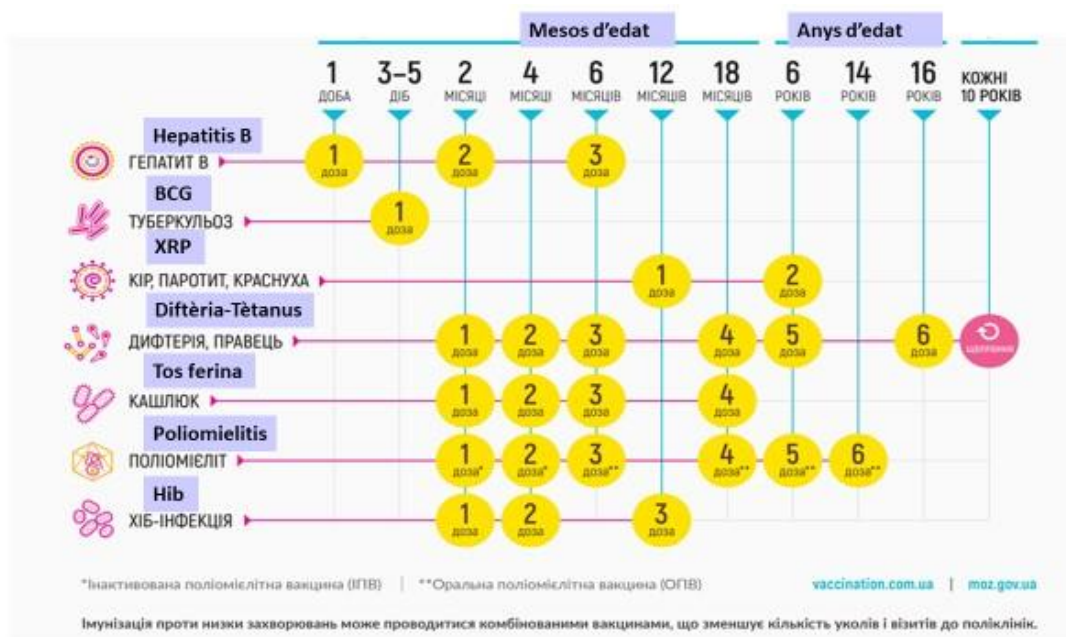 Mesos d'edat Anys d'edat
1 3–5 2 4 6 12 18 6 14 16 КОЖНІ
ДОБА ДІБ МІСЯЦІ МІСЯЦІ МІСЯЦІВ МІСЯЦІВ МІСЯЦІВ РОКІВ РОКІВ РОКІВ 10 РОКІВ
Hepatitis B
ГЕПАТИТ В 1 доза 2 доза 3 доза
BCG
ТУБЕРКУЛЬОЗ 1 доза
XRP
КІР, ПАРОТИТ, КРАСНУХА 1 доза 2 доза
Diftèria-Tètanus
ДИФТЕРІЯ, ПРАВЕЦЬ 1 доза 2 доза 3 доза 4 доза 5 доза 6 доза
Tos ferina
КАШЛЮК 1 доза 2 доза 3 доза 4 доза
Poliomielitis
ПОЛІОМІЄЛІТ 1 доза* 2 доза* 3 доза** 4 доза** 5 доза** 6 доза**
Hib
ХІБ-ІНФЕКЦІЯ 1 доза 2 доза 3 доза
*Інактивована поліомієлітна вакцина (ІПВ) | **Оральна поліомієлітна вакцина (ОПВ) vaccination.com.ua | moz.gov.ua
Імунізація проти низки захворювань може проводитися комбінованими вакцинами, що зменшує кількість уколів і візитів до поліклінік.